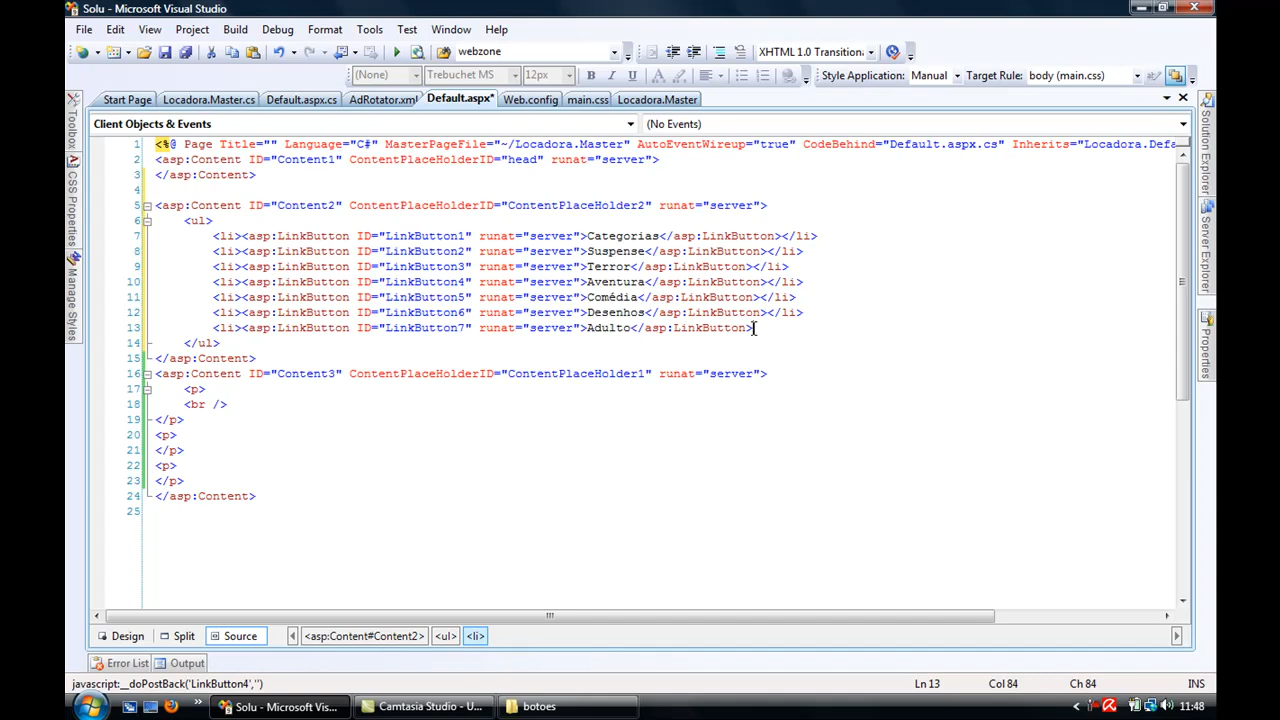 Solu - Microsoft Visual Studio
File Edit View Project Build Debug Format Tools Test Window Help
webzone XHTML 1.0 Transition
(None) Trebuchet MS 12px B I U A Style Application: Manual Target Rule: body (main.css)
Start Page Locadora.Master.cs Default.aspx.cs AdRotator.xml Default.aspx* Web.config main.css Locadora.Master
Client Objects & Events (No Events)
1 <%@ Page Title="" Language="C#" MasterPageFile="~/Locadora.Master" AutoEventWireup="true" CodeBehind="Default.aspx.cs" Inherits="Locadora.Defa
2 <asp:Content ID="Content1" ContentPlaceHolderID="head" runat="server">
3 </asp:Content>
4
5 <asp:Content ID="Content2" ContentPlaceHolderID="ContentPlaceHolder2" runat="server">
6 <ul>
7 <li><asp:LinkButton ID="LinkButton1" runat="server">Categorias</asp:LinkButton></li>
8 <li><asp:LinkButton ID="LinkButton2" runat="server">Suspense</asp:LinkButton></li>
9 <li><asp:LinkButton ID="LinkButton3" runat="server">Terror</asp:LinkButton></li>
10 <li><asp:LinkButton ID="LinkButton4" runat="server">Aventura</asp:LinkButton></li>
11 <li><asp:LinkButton ID="LinkButton5" runat="server">Comédia</asp:LinkButton></li>
12 <li><asp:LinkButton ID="LinkButton6" runat="server">Desenhos</asp:LinkButton></li>
13 <li><asp:LinkButton ID="LinkButton7" runat="server">Adulto</asp:LinkButton>
14 </ul>
15 </asp:Content>
16 <asp:Content ID="Content3" ContentPlaceHolderID="ContentPlaceHolder1" runat="server">
17 <p>
18 <br />
19 </p>
20 <p>
21 </p>
22 <p>
23 </p>
24 </asp:Content>
25
Toolbox
CSS Properties
Manage Styles
Solution Explorer
Server Explorer
Properties
Design Split Source <asp:Content#Content2> <ul> <li>
Error List Output
javascript:__doPostBack('LinkButton4','') Ln 13 Col 84 Ch 84 INS
Solu - Microsoft Vis... Camtasia Studio - U... botoes 11:48